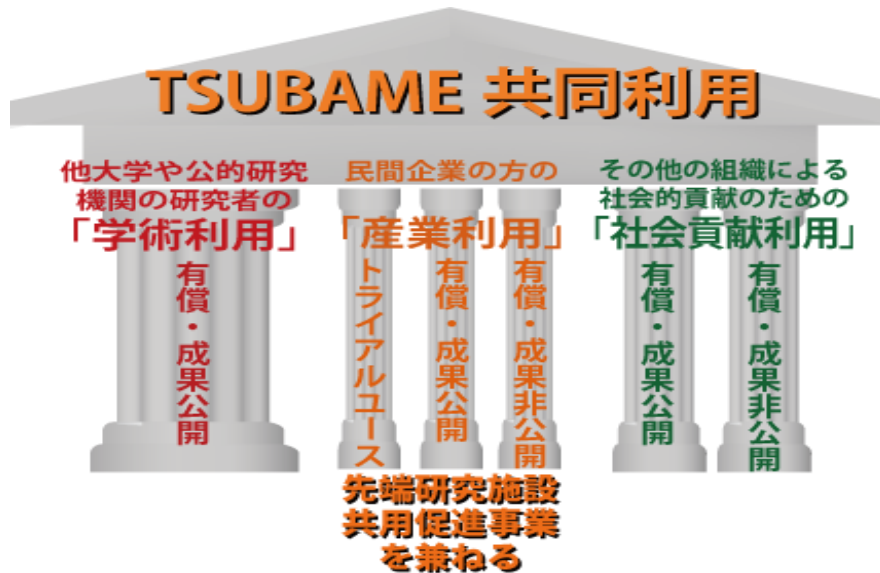 TSUBAME 共同利用
他大学や公的研究
機関の研究者の
「学術利用」
有償・成果公開
民間企業の方の
「産業利用」
トライアルユース
有償・成果公開
有償・成果非公開
先端研究施設
共用促進事業
を兼ねる
その他の組織による
社会的貢献のための
「社会貢献利用」
有償・成果公開
有償・成果非公開